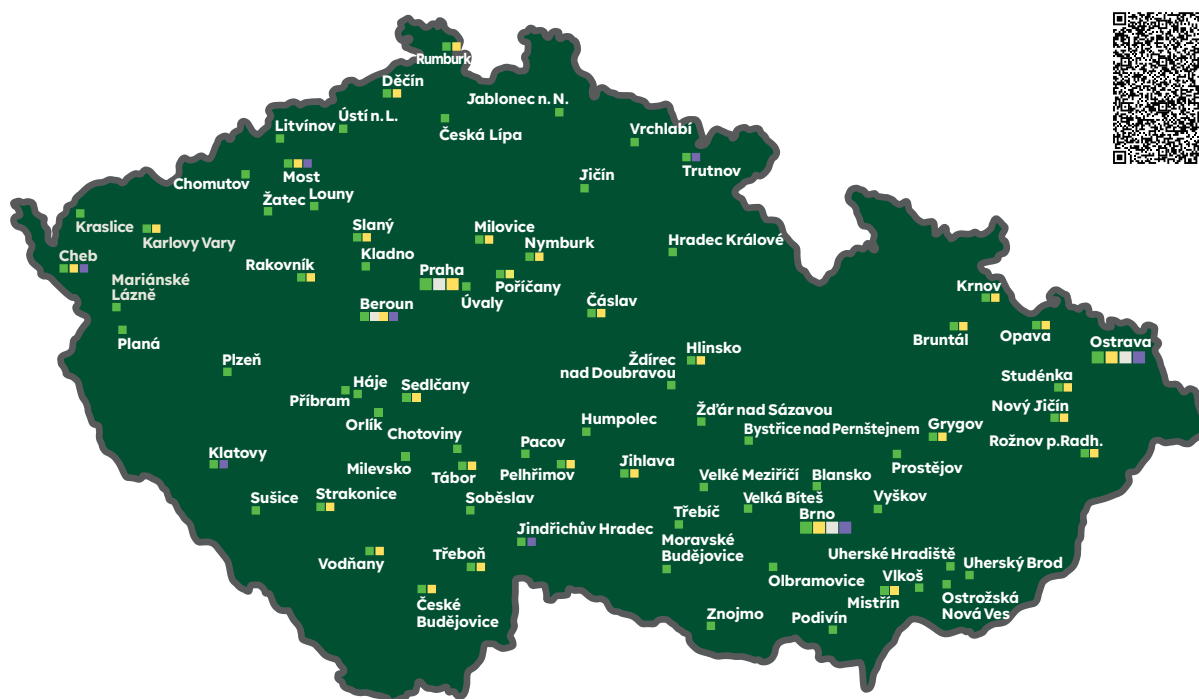 Rumburk
Děčín
Jablonec n. N.
Ústí n. L.
Česká Lípa
Litvínov
Vrchlabí
Most
Trutnov
Chomutov
Jičín
Žatec
Louny
Kraslice
Slaný
Milovice
Karlovy Vary
Nymburk
Hradec Králové
Cheb
Kladno
Rakovník
Praha
Poříčany
Mariánské
Lázně
Úvaly
Krnov
Beroun
Čáslav
Planá
Bruntál
Opava
Ostrava
Hlinsko
Plzeň
Ždírec
nad Doubravou
Studénka
Háje
Sedlčany
Příbram
Nový Jičín
Orlík
Humpolec
Žďár nad Sázavou
Grygov
Chotoviny
Bystřice nad Pernštejnem
Rožnov p.Radh.
Klatovy
Pacov
Milevsko
Jihlava
Prostějov
Tábor
Pelhřimov
Velké Meziříčí
Blansko
Sušice
Strakonice
Soběslav
Velká Bíteš
Vyškov
Třebíč
Brno
Jindřichův Hradec
Moravské
Budějovice
Vodňany
Třeboň
Uherské Hradiště
Uherský Brod
Olbramovice
Vlkoš
České
Budějovice
Mistřín
Ostrožská
Nová Ves
Znojmo
Podivín